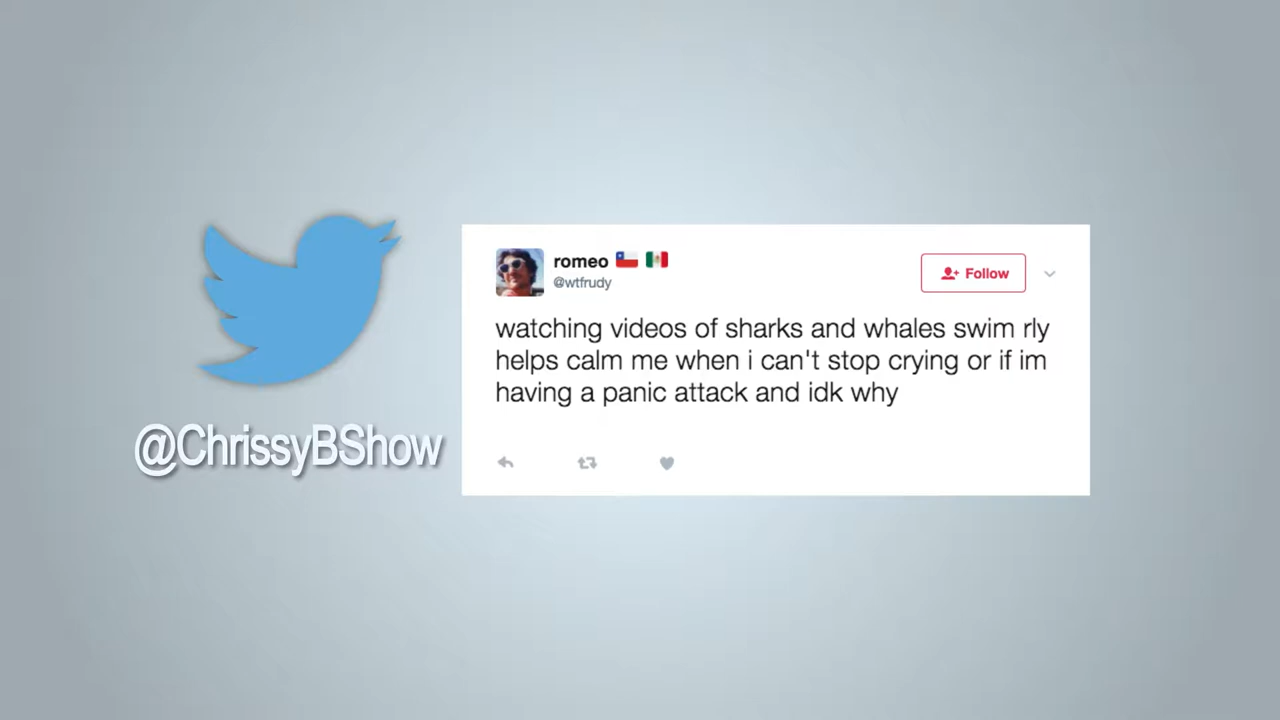 romeo 🇨🇱 🇲🇽
@wtfrudy
Follow
watching videos of sharks and whales swim rly
helps calm me when i can't stop crying or if im
having a panic attack and idk why
@ChrissyBShow